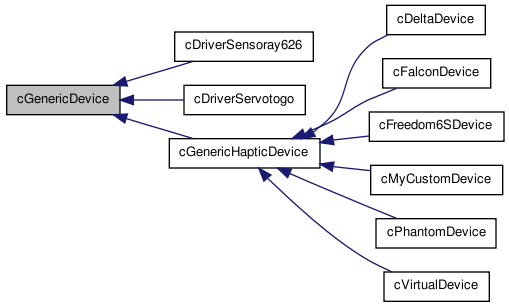 cGenericDevice
cDriverSensoray626
cDriverServotogo
cGenericHapticDevice
cDeltaDevice
cFalconDevice
cFreedom6SDevice
cMyCustomDevice
cPhantomDevice
cVirtualDevice